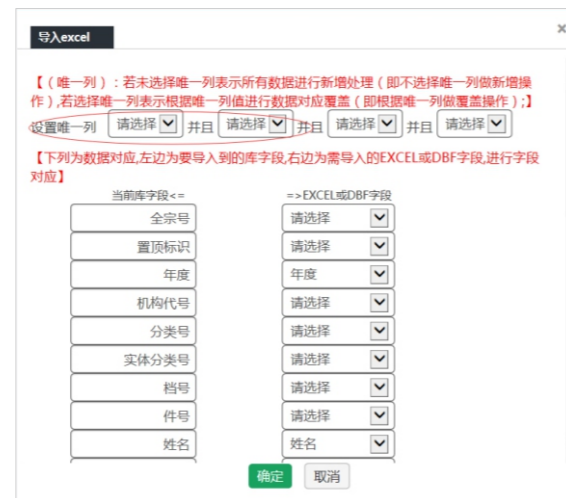 导入excel
×
【（唯一列）：若未选择唯一列表示所有数据进行新增处理（即不选择唯一列做新增操
作）,若选择唯一列表示根据唯一列值进行数据对应覆盖（即根据唯一列做覆盖操作）;】
设置唯一列 请选择 并且 请选择 并且 请选择 并且 请选择
【下列为数据对应,左边为要导入到的库字段,右边为需导入的EXCEL或DBF字段,进行字段
对应】
当前库字段<= =>EXCEL或DBF字段
全宗号 请选择
置顶标识 请选择
年度 年度
机构代号 请选择
分类号 请选择
实体分类号 请选择
档号 请选择
件号 请选择
姓名 姓名
确定 取消